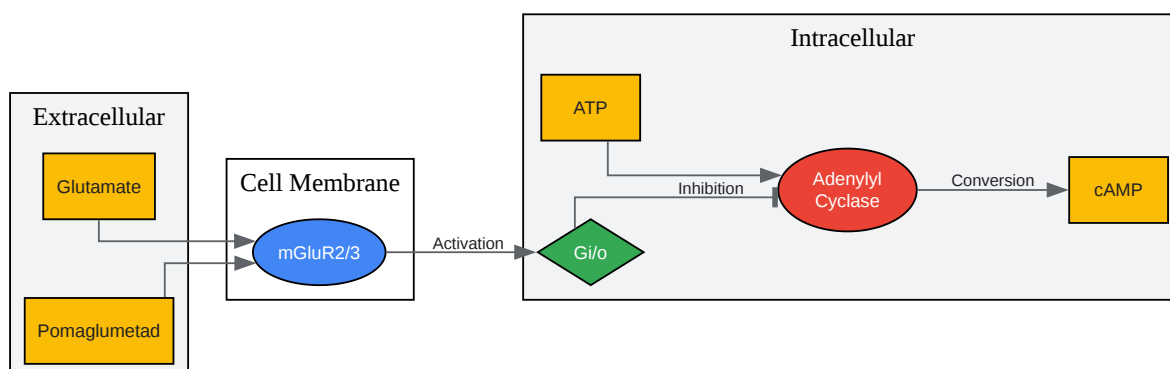 Extracellular
Glutamate
Pomaglumetad
Cell Membrane
mGluR2/3
Activation
Intracellular
ATP
Gi/o
Inhibition
Adenylyl
Cyclase
Conversion
cAMP